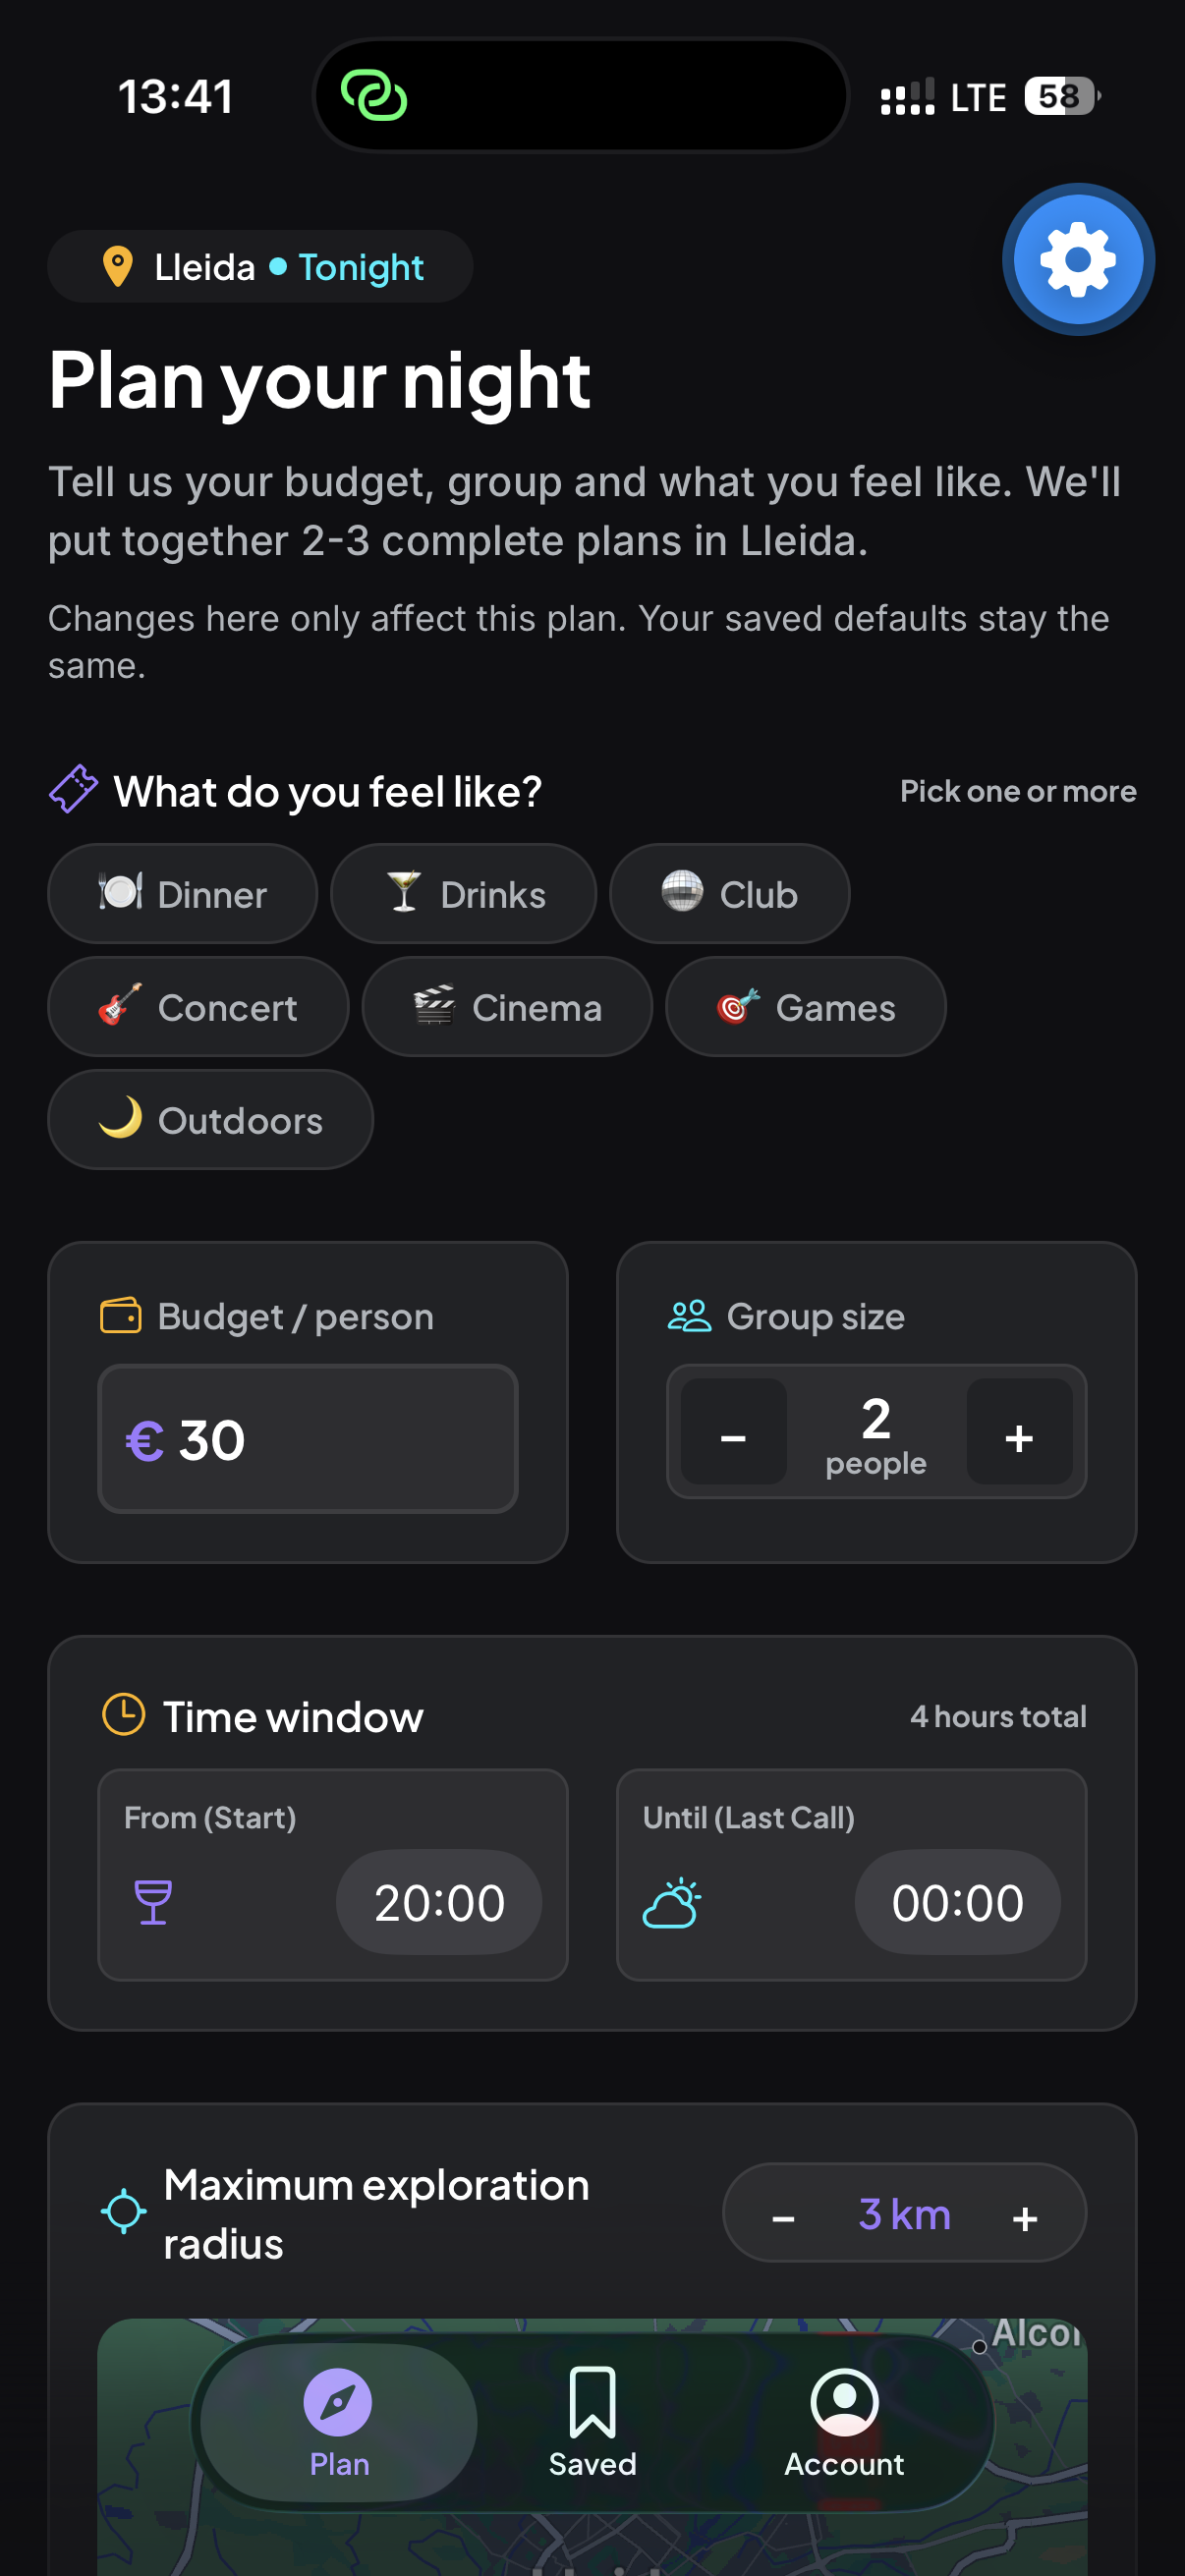 13:41
LTE 58
Lleida • Tonight
Plan your night
Tell us your budget, group and what you feel like. We'll
put together 2-3 complete plans in Lleida.
Changes here only affect this plan. Your saved defaults stay the
same.
What do you feel like? Pick one or more
Dinner Drinks Club
Concert Cinema Games
Outdoors
Budget / person
€ 30
Group size
− 2 +
people
Time window 4 hours total
From (Start)
20:00
Until (Last Call)
00:00
Maximum exploration
radius
− 3 km +
Plan Saved Account